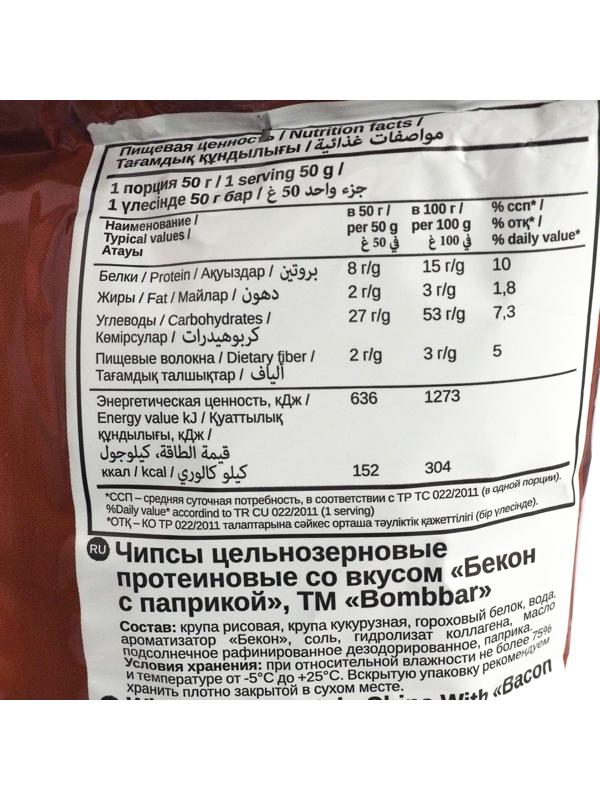 Пищевая ценность / Nutrition facts /
Тағамдық құндылығы / مواصفات غذائية
1 порция 50 г / 1 serving 50 g /
1 үлесінде 50 г бар / جزء واحد 50 غ
Наименование / в 50 г / в 100 г / % ссп* /
Typical values / per 50 g per 100 g % отқ* /
Атауы في 50 غ في 100 غ % daily value*
Белки / Protein / Ақуыздар / بروتين 8 г/g 15 г/g 10
Жиры / Fat / Майлар / دهون 2 г/g 3 г/g 1,8
Углеводы / Carbohydrates / 27 г/g 53 г/g 7,3
Көмірсулар / كربوهيدرات
Пищевые волокна / Dietary fiber / 2 г/g 3 г/g 5
Тағамдық талшықтар / ألياف
Энергетическая ценность, кДж / 636 1273
Energy value kJ / Қуаттылық
құндылығы, кДж /
قيمة الطاقة، كيلوجول
ккал / kcal / كيلو كالوري 152 304
*ССП – средняя суточная потребность, в соответствии с ТР ТС 022/2011 (в одной порции).
%Daily value* accordind to TR CU 022/2011 (1 serving)
*ОТҚ – КО ТР 022/2011 талаптарына сәйкес орташа тәуліктік қажеттілігі (бір үлесінде).
RU Чипсы цельнозерновые
протеиновые со вкусом «Бекон
с паприкой», ТМ «Bombbar»
Состав: крупа рисовая, крупа кукурузная, гороховый белок, вода,
ароматизатор «Бекон», соль, гидролизат коллагена, масло
подсолнечное рафинированное дезодорированное, паприка.
Условия хранения: при относительной влажности не более 75%
и температуре от -5°С до +25°С. Вскрытую упаковку рекомендуем
хранить плотно закрытой в сухом месте.
Chips With «Bacon